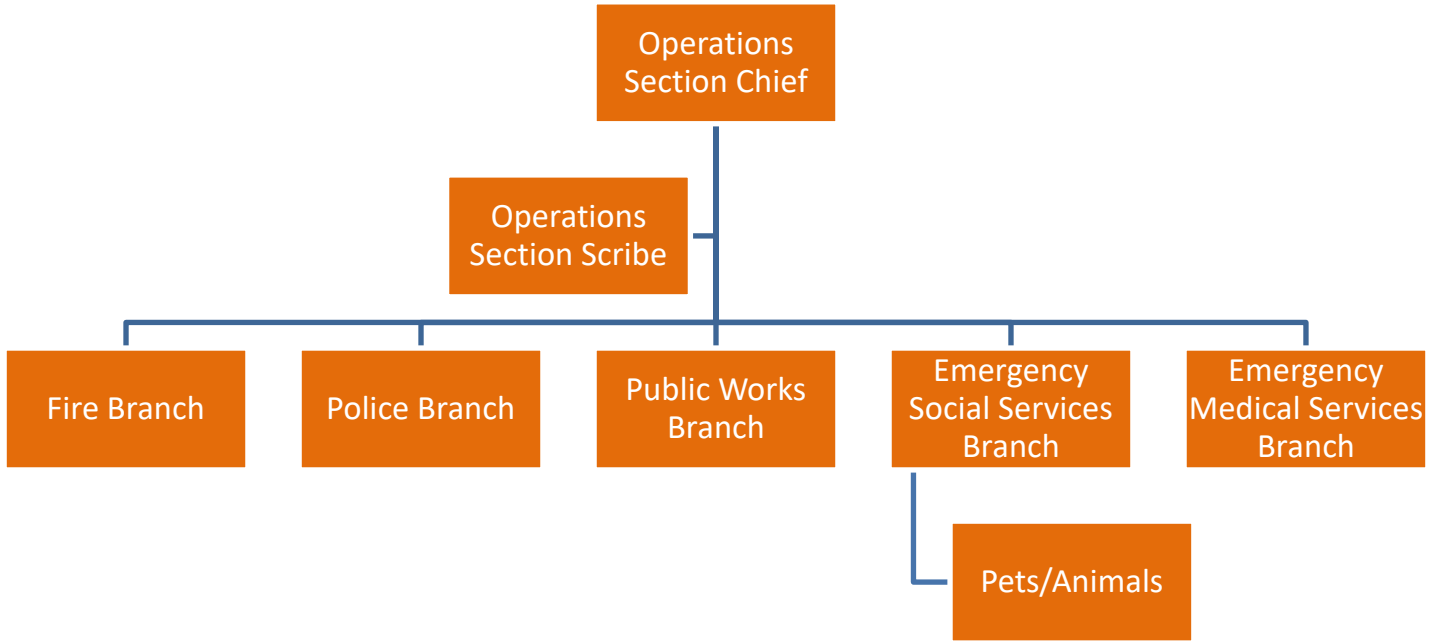 Operations
Section Chief
Operations
Section Scribe
Fire Branch
Police Branch
Public Works
Branch
Emergency
Social Services
Branch
Emergency
Medical Services
Branch
Pets/Animals